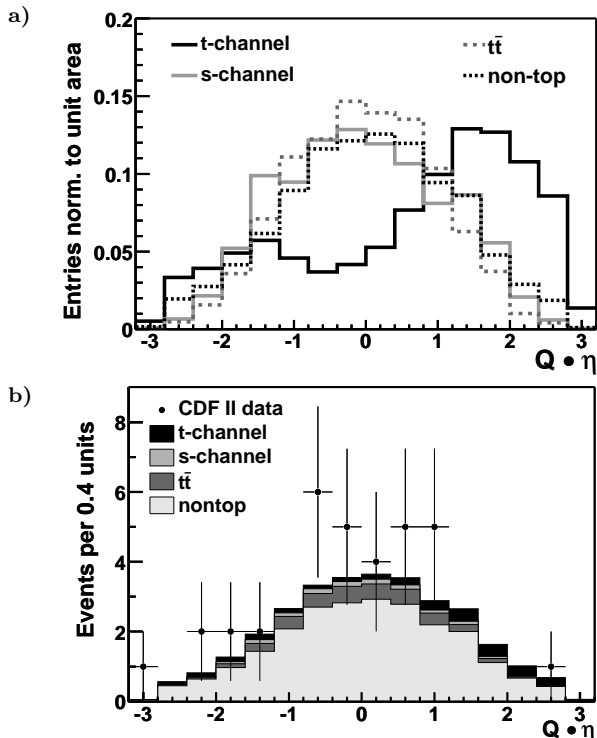 a)
t-channel
s-channel
tt̄
non-top
Entries norm. to unit area
0.2
0.15
0.1
0.05
0
-3 -2 -1 0 1 2 3
Q • η
b)
CDF II data
t-channel
s-channel
tt̄
nontop
Events per 0.4 units
8
6
4
2
0
-3 -2 -1 0 1 2 3
Q • η